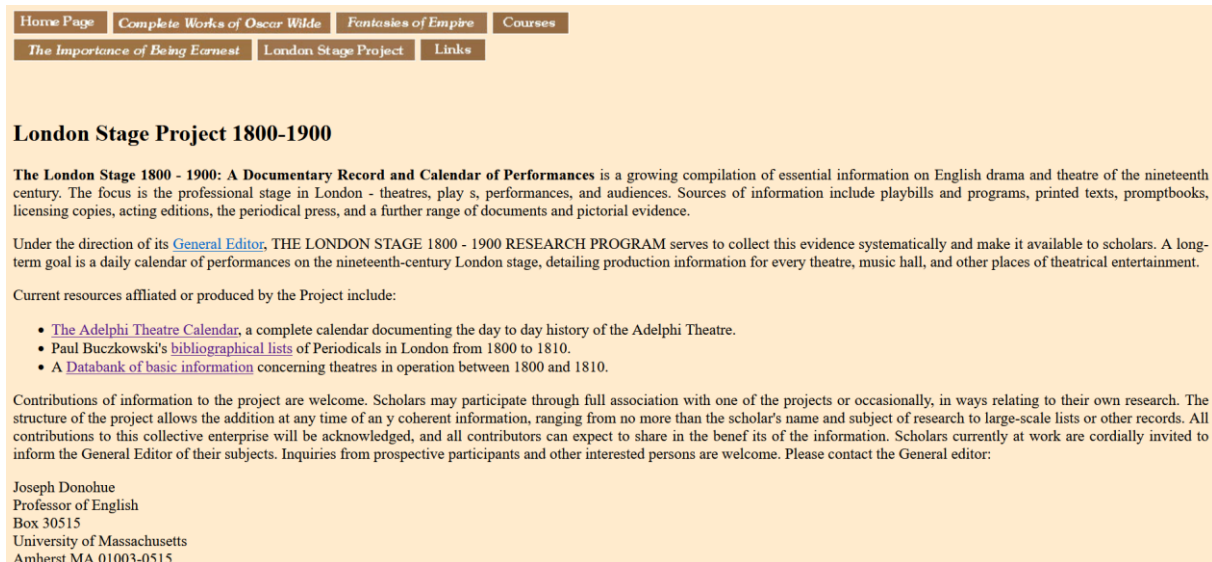 Home Page Complete Works of Oscar Wilde Fantasies of Empire Courses
The Importance of Being Earnest London Stage Project Links
London Stage Project 1800-1900
The London Stage 1800 - 1900: A Documentary Record and Calendar of Performances is a growing compilation of essential information on English drama and theatre of the nineteenth
century. The focus is the professional stage in London - theatres, play s, performances, and audiences. Sources of information include playbills and programs, printed texts, promptbooks,
licensing copies, acting editions, the periodical press, and a further range of documents and pictorial evidence.
Under the direction of its General Editor, THE LONDON STAGE 1800 - 1900 RESEARCH PROGRAM serves to collect this evidence systematically and make it available to scholars. A long-
term goal is a daily calendar of performances on the nineteenth-century London stage, detailing production information for every theatre, music hall, and other places of theatrical entertainment.
Current resources affliated or produced by the Project include:
• The Adelphi Theatre Calendar, a complete calendar documenting the day to day history of the Adelphi Theatre.
• Paul Buczkowski's bibliographical lists of Periodicals in London from 1800 to 1810.
• A Databank of basic information concerning theatres in operation between 1800 and 1810.
Contributions of information to the project are welcome. Scholars may participate through full association with one of the projects or occasionally, in ways relating to their own research. The
structure of the project allows the addition at any time of an y coherent information, ranging from no more than the scholar's name and subject of research to large-scale lists or other records. All
contributions to this collective enterprise will be acknowledged, and all contributors can expect to share in the benef its of the information. Scholars currently at work are cordially invited to
inform the General Editor of their subjects. Inquiries from prospective participants and other interested persons are welcome. Please contact the General editor:
Joseph Donohue
Professor of English
Box 30515
University of Massachusetts
Amherst MA 01003-0515